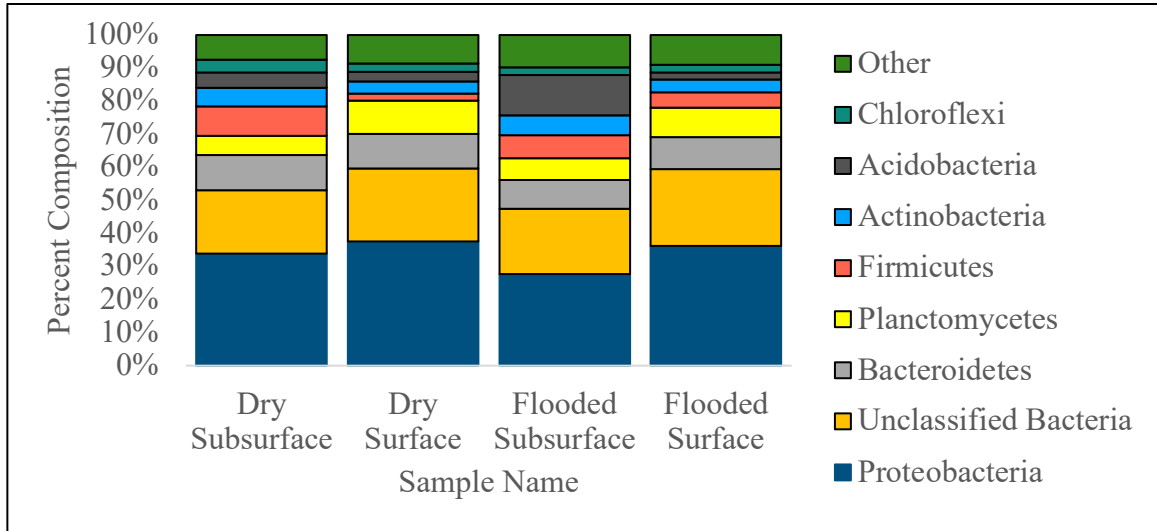 100%
90%
80%
70%
60%
50%
40%
30%
20%
10%
0%
Percent Composition
Dry
Subsurface
Dry
Surface
Flooded
Subsurface
Flooded
Surface
Sample Name
Other
Chloroflexi
Acidobacteria
Actinobacteria
Firmicutes
Planctomycetes
Bacteroidetes
Unclassified Bacteria
Proteobacteria